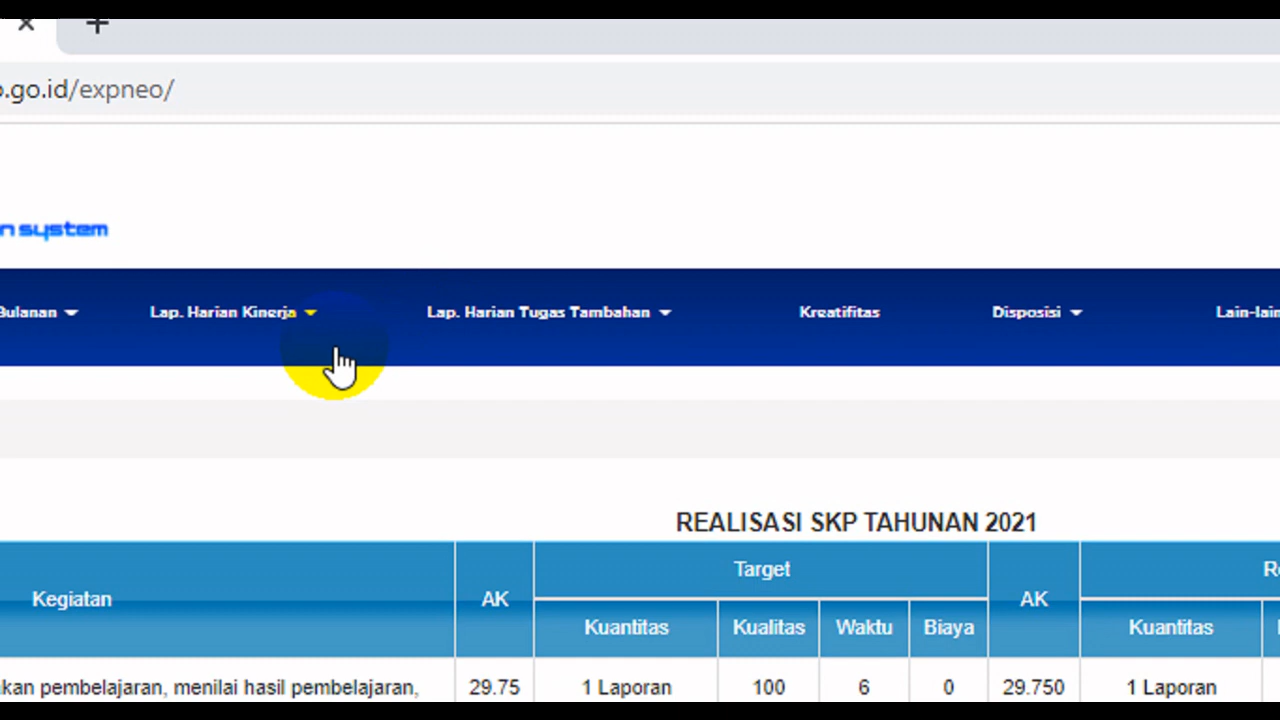 .go.id/expneo/
n system
Bulanan Lap. Harian Kinerja Lap. Harian Tugas Tambahan Kreatifitas Disposisi Lain-lain
REALISASI SKP TAHUNAN 2021
Kegiatan AK Target AK
Kuantitas Kualitas Waktu Biaya Kuantitas
kan pembelajaran, menilai hasil pembelajaran, 29.75 1 Laporan 100 6 0 29.750 1 Laporan